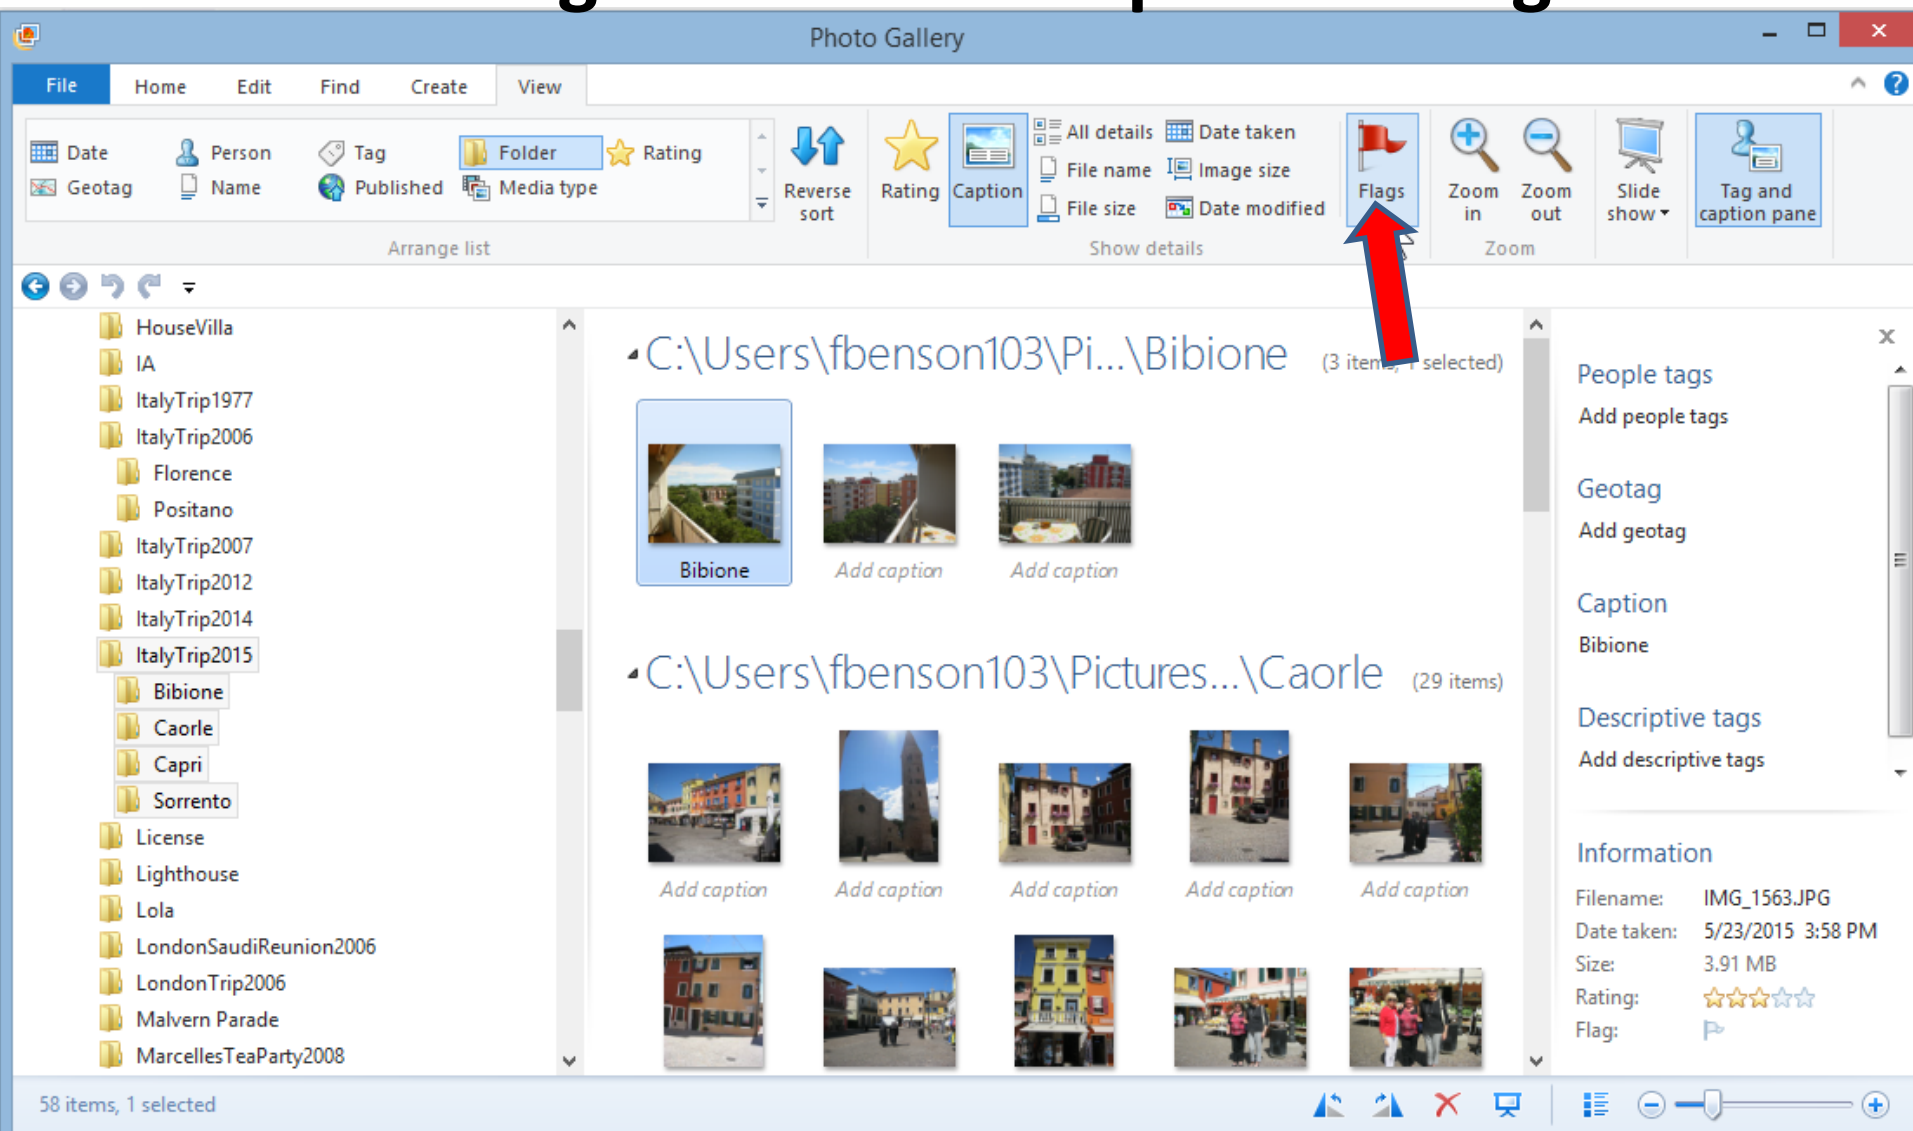 Photo Gallery
File Home Edit Find Create View
Date Person Tag Folder Rating
Geotag Name Published Media type
Reverse sort
Rating Caption
All details Date taken
File name Image size
File size Date modified
Flags
Zoom in
Zoom out
Slide show
Tag and caption pane
Arrange list
Show details
Zoom
HouseVilla
IA
ItalyTrip1977
ItalyTrip2006
Florence
Positano
ItalyTrip2007
ItalyTrip2012
ItalyTrip2014
ItalyTrip2015
Bibione
Caorle
Capri
Sorrento
License
Lighthouse
Lola
LondonSaudiReunion2006
LondonTrip2006
Malvern Parade
MarcellesTeaParty2008
C:\Users\fbenson103\Pi...\Bibione (3 items, selected)
Bibione Add caption Add caption
C:\Users\fbenson103\Pictures...\Caorle (29 items)
Add caption Add caption Add caption Add caption Add caption
x
People tags
Add people tags
Geotag
Add geotag
Caption
Bibione
Descriptive tags
Add descriptive tags
Information
Filename: IMG_1563.JPG
Date taken: 5/23/2015 3:58 PM
Size: 3.91 MB
Rating:
Flag:
58 items, 1 selected